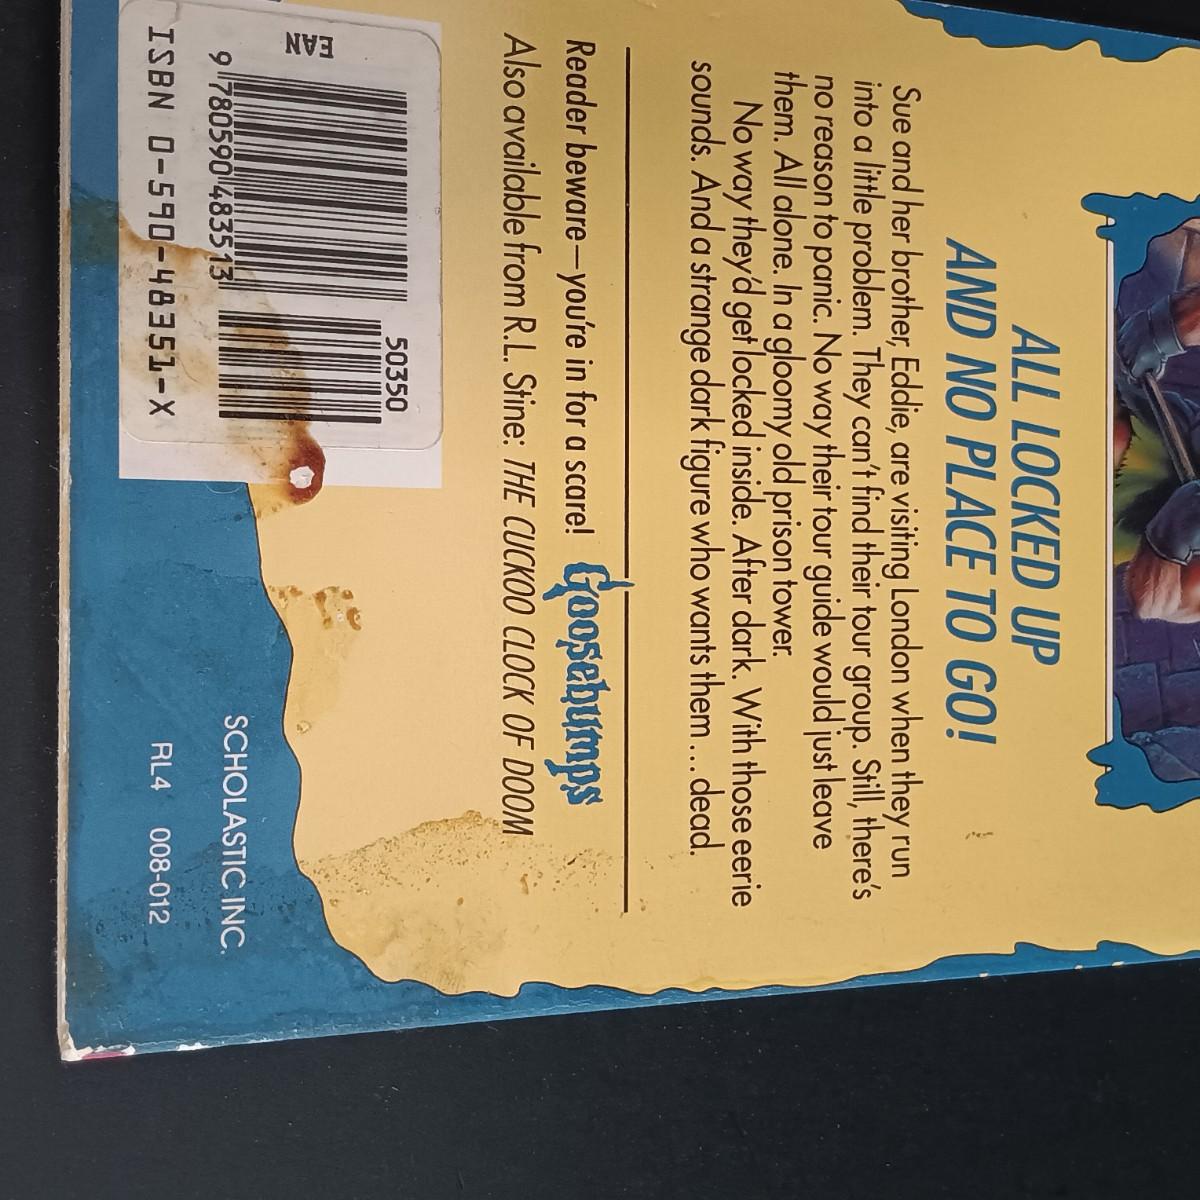 ALL LOCKED UP
AND NO PLACE TO GO!
Sue and her brother, Eddie, are visiting London when they run
into a little problem. They can't find their tour group. Still, there's
no reason to panic. No way their tour guide would just leave
them. All alone. In a gloomy old prison tower.
No way they'd get locked inside. After dark. With those eerie
sounds. And a strange dark figure who wants them... dead.
Reader beware—you're in for a scare! Goosebumps
Also available from R.L. Stine: THE CUCKOO CLOCK OF DOOM
50350
EAN
9 780590 483513
ISBN 0-590-48351-X
SCHOLASTIC INC.
RL4 008-012